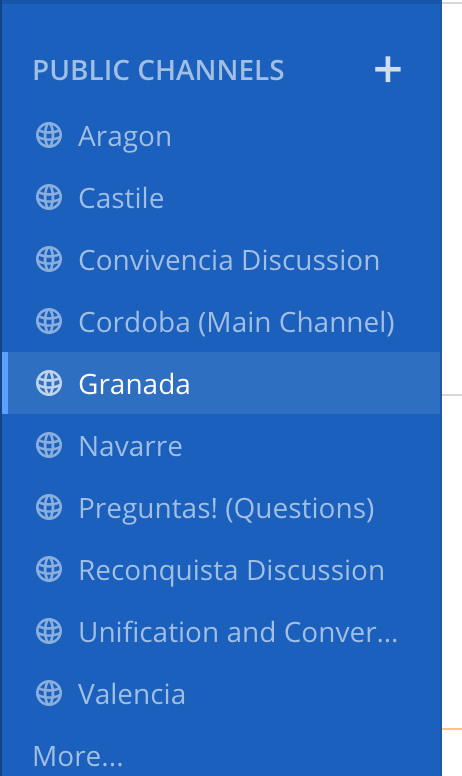 PUBLIC CHANNELS +
Aragon
Castile
Convivencia Discussion
Cordoba (Main Channel)
Granada
Navarre
Preguntas! (Questions)
Reconquista Discussion
Unification and Conver...
Valencia
More...